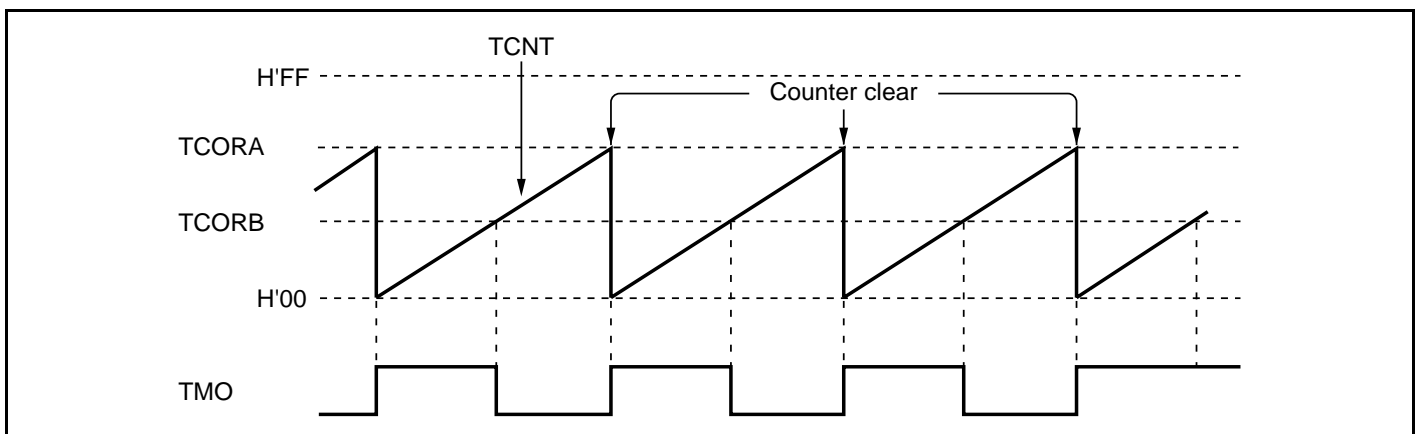 TCNT
H'FF
Counter clear
TCORA
TCORB
H'00
TMO